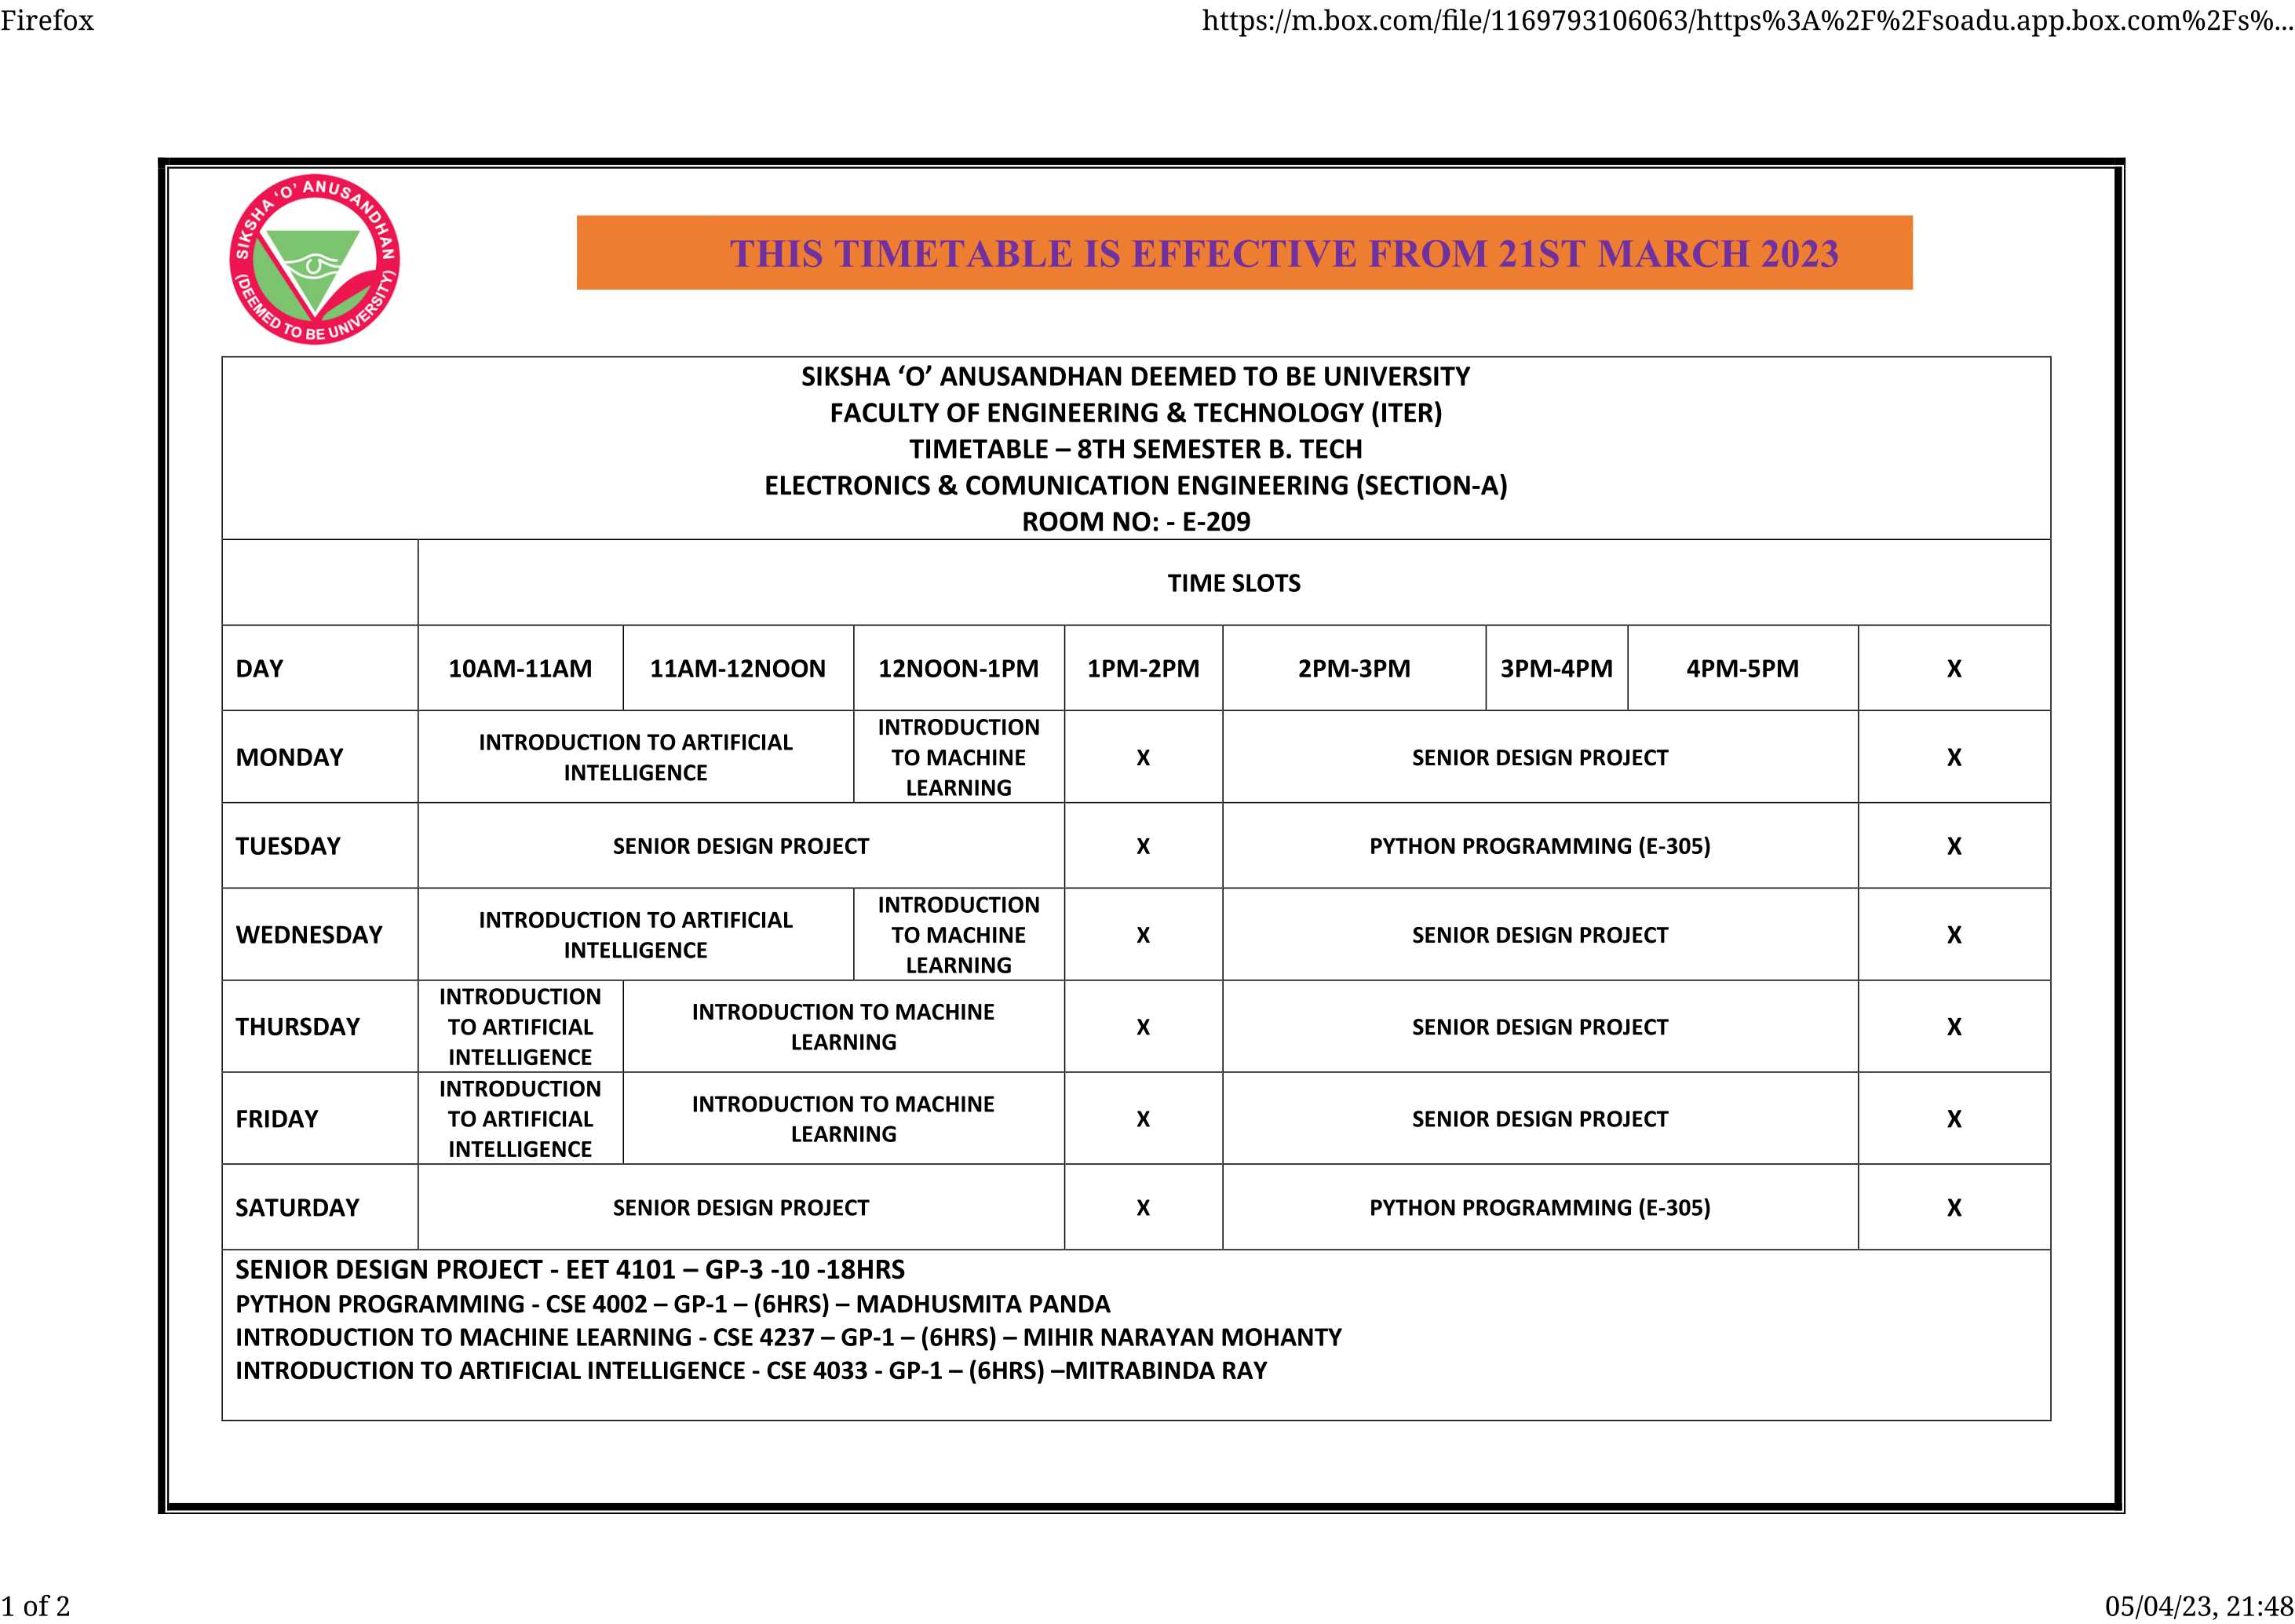 Firefox
https://m.box.com/file/1169793106063/https%3A%2F%2Fsoadu.app.box.com%2Fs%...
SIKSHA ‘O’ ANUSANDHAN
(DEEMED TO BE UNIVERSITY)
THIS TIMETABLE IS EFFECTIVE FROM 21ST MARCH 2023
SIKSHA ‘O’ ANUSANDHAN DEEMED TO BE UNIVERSITY
FACULTY OF ENGINEERING & TECHNOLOGY (ITER)
TIMETABLE – 8TH SEMESTER B. TECH
ELECTRONICS & COMUNICATION ENGINEERING (SECTION-A)
ROOM NO: - E-209
TIME SLOTS
DAY 10AM-11AM 11AM-12NOON 12NOON-1PM 1PM-2PM 2PM-3PM 3PM-4PM 4PM-5PM X
MONDAY
INTRODUCTION TO ARTIFICIAL
INTELLIGENCE
INTRODUCTION
TO MACHINE
LEARNING
X
SENIOR DESIGN PROJECT
X
TUESDAY
SENIOR DESIGN PROJECT
X
PYTHON PROGRAMMING (E-305)
X
WEDNESDAY
INTRODUCTION TO ARTIFICIAL
INTELLIGENCE
INTRODUCTION
TO MACHINE
LEARNING
X
SENIOR DESIGN PROJECT
X
THURSDAY
INTRODUCTION
TO ARTIFICIAL
INTELLIGENCE
INTRODUCTION TO MACHINE
LEARNING
X
SENIOR DESIGN PROJECT
X
FRIDAY
INTRODUCTION
TO ARTIFICIAL
INTELLIGENCE
INTRODUCTION TO MACHINE
LEARNING
X
SENIOR DESIGN PROJECT
X
SATURDAY
SENIOR DESIGN PROJECT
X
PYTHON PROGRAMMING (E-305)
X
SENIOR DESIGN PROJECT - EET 4101 – GP-3 -10 -18HRS
PYTHON PROGRAMMING - CSE 4002 – GP-1 – (6HRS) – MADHUSMITA PANDA
INTRODUCTION TO MACHINE LEARNING - CSE 4237 – GP-1 – (6HRS) – MIHIR NARAYAN MOHANTY
INTRODUCTION TO ARTIFICIAL INTELLIGENCE - CSE 4033 - GP-1 – (6HRS) –MITRABINDA RAY
1 of 2
05/04/23, 21:48